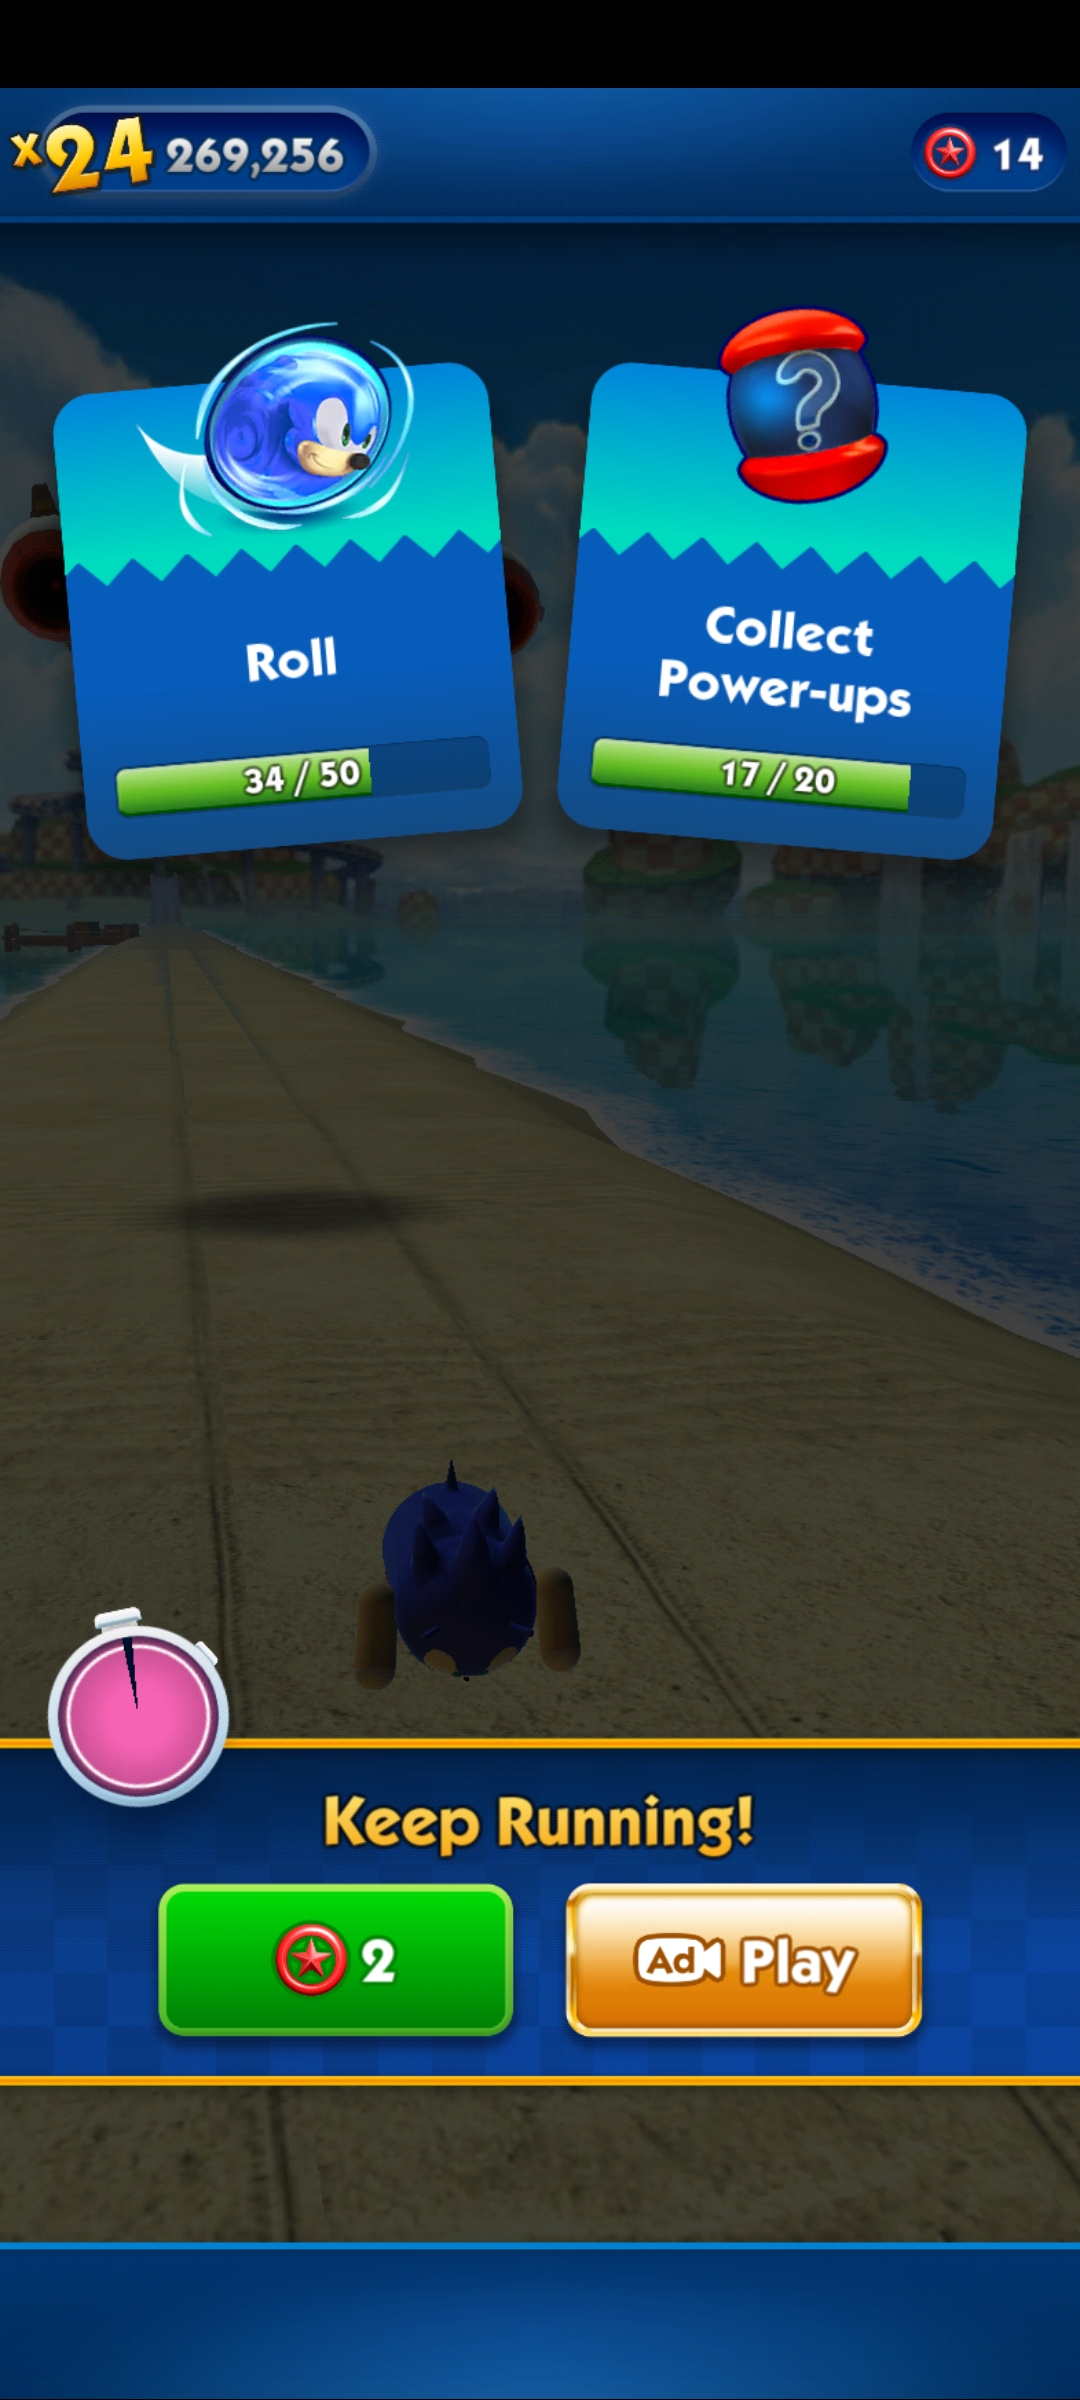 x24 269,256
14
?
Roll
34 / 50
Collect
Power-ups
17 / 20
Keep Running!
2
Ad Play